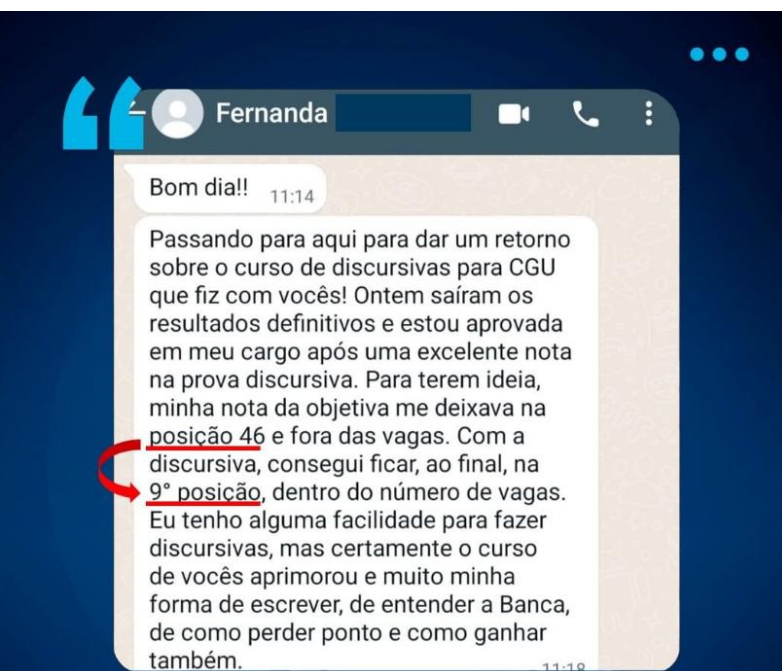 Fernanda
Bom dia!! 11:14
Passando para aqui para dar um retorno
sobre o curso de discursivas para CGU
que fiz com vocês! Ontem saíram os
resultados definitivos e estou aprovada
em meu cargo após uma excelente nota
na prova discursiva. Para terem ideia,
minha nota da objetiva me deixava na
posição 46 e fora das vagas. Com a
discursiva, consegui ficar, ao final, na
9° posição, dentro do número de vagas.
Eu tenho alguma facilidade para fazer
discursivas, mas certamente o curso
de vocês aprimorou e muito minha
forma de escrever, de entender a Banca,
de como perder ponto e como ganhar
também. 11:18